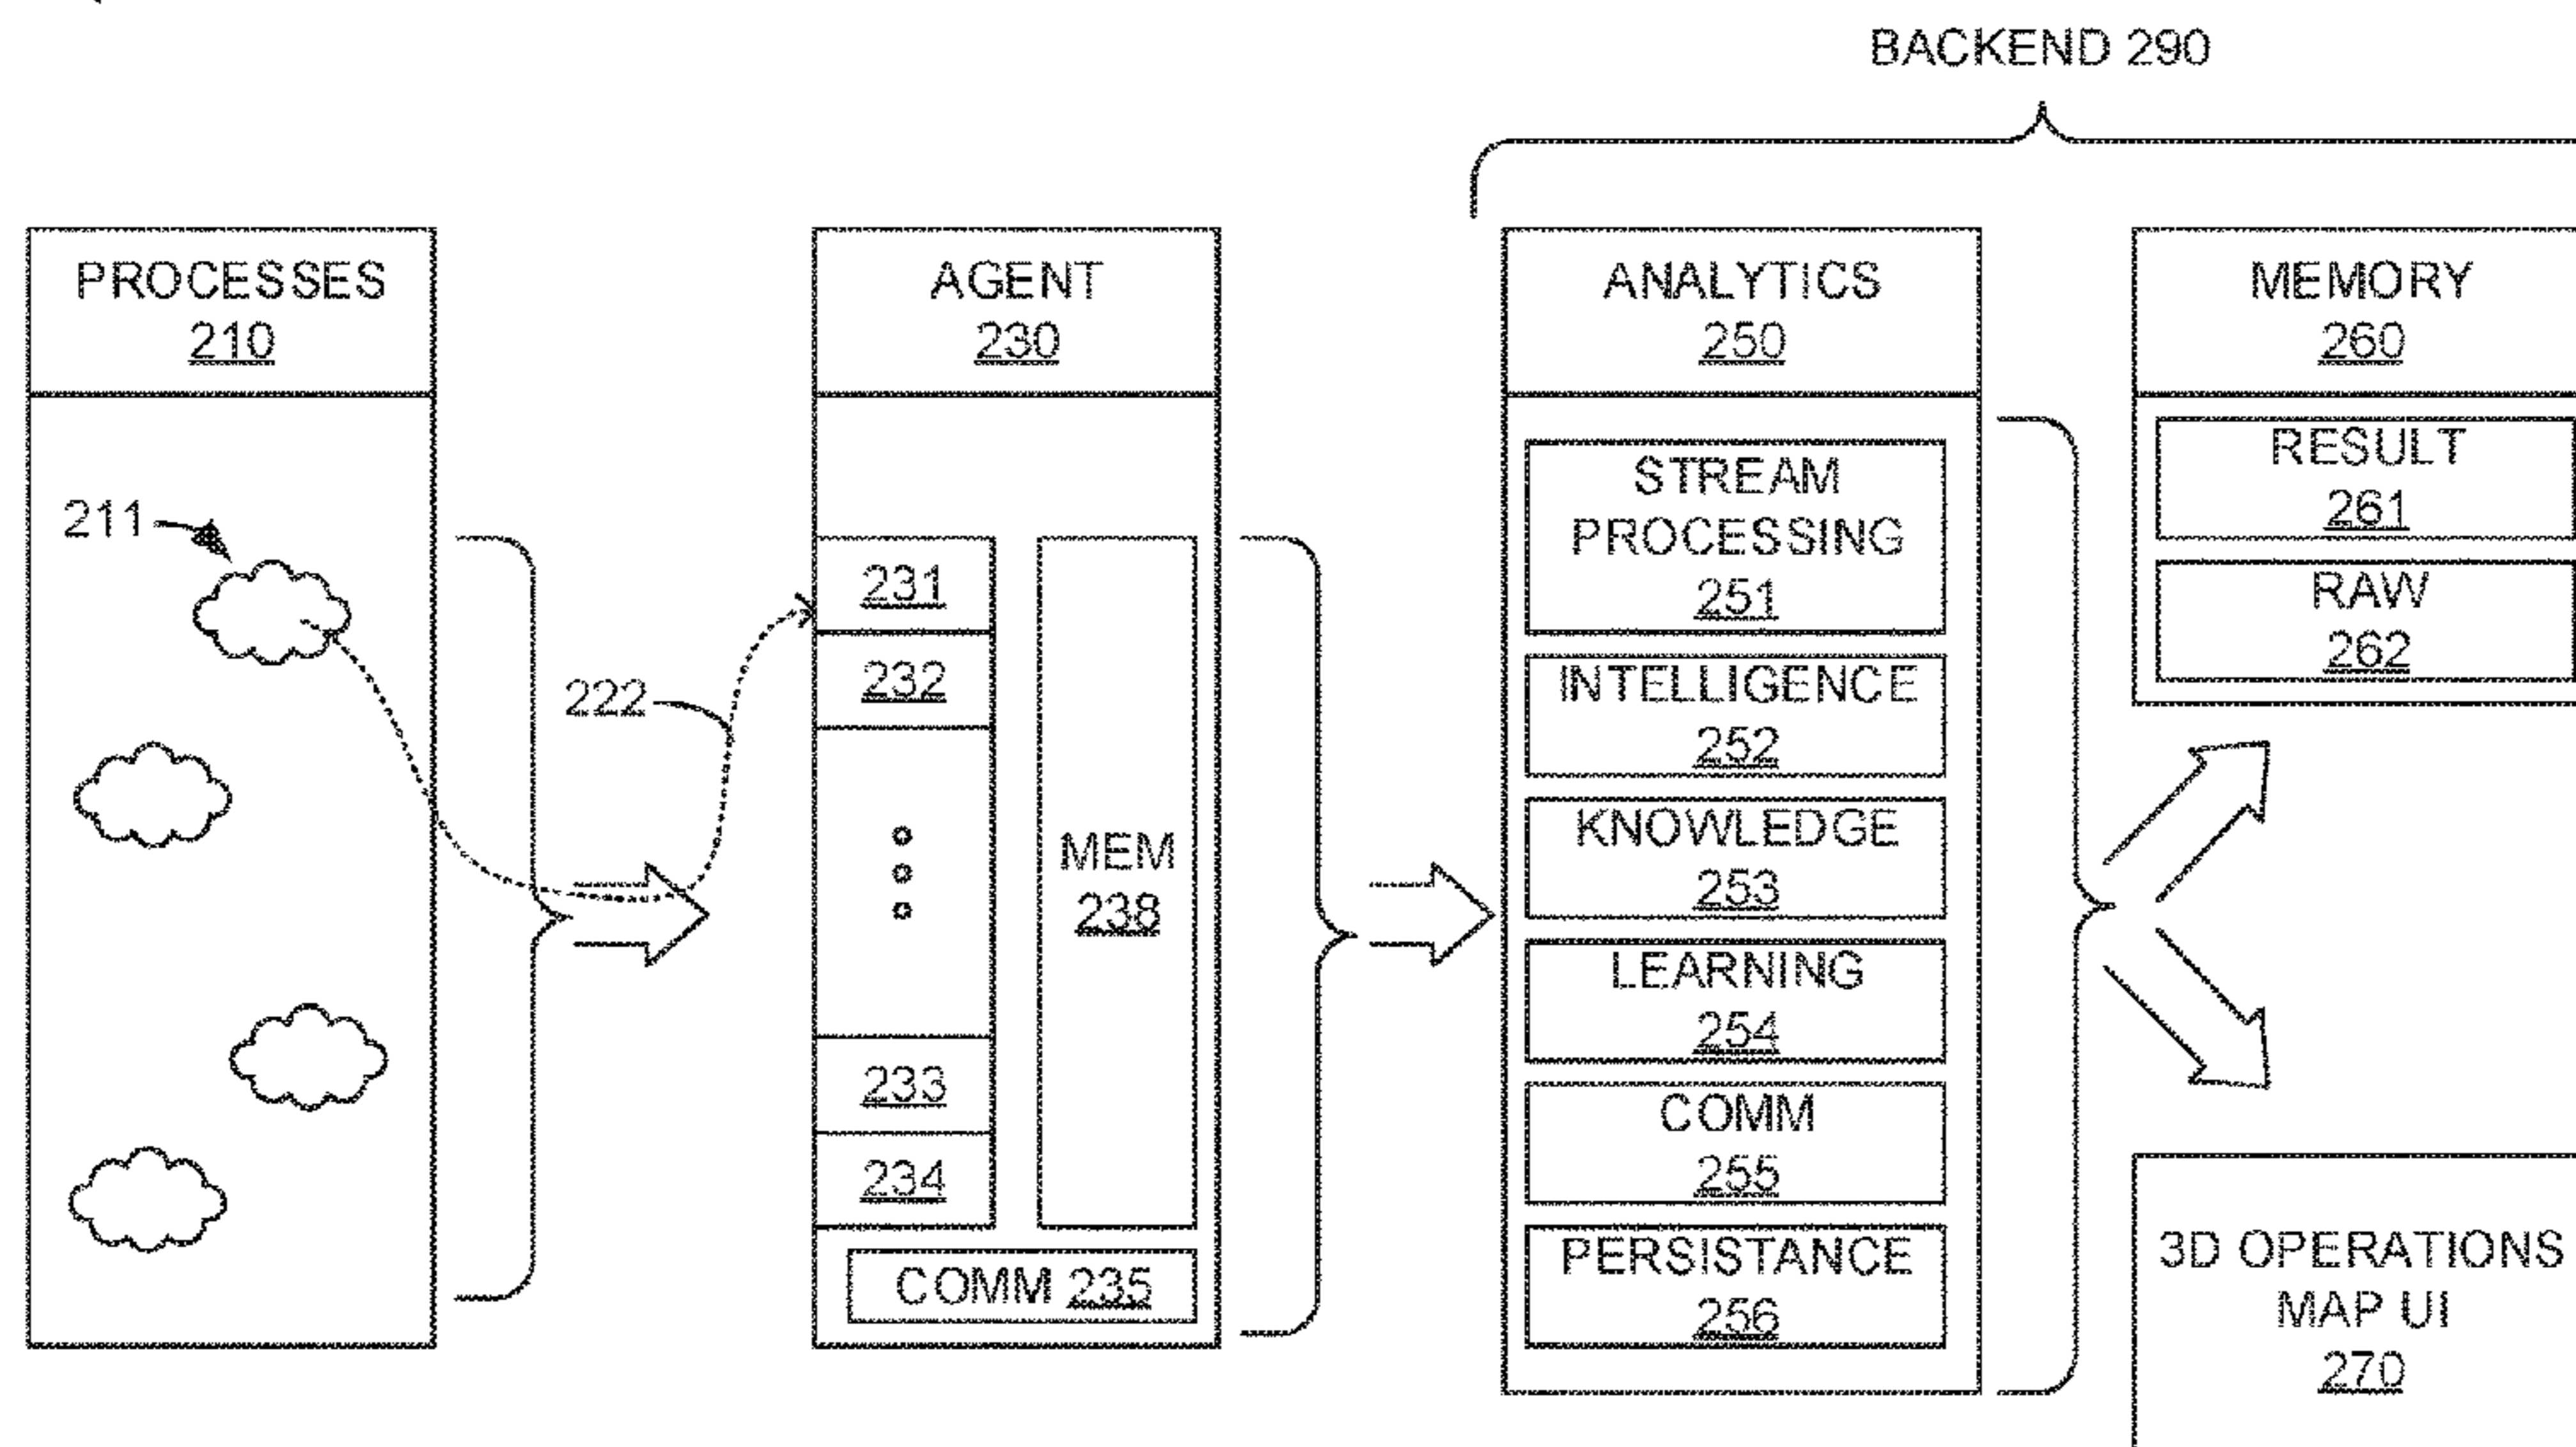 BACKEND 290
PROCESSES
210
211
222
AGENT
230
231
232
233
234
MEM
238
COMM 235
ANALYTICS
250
STREAM
PROCESSING
251
INTELLIGENCE
252
KNOWLEDGE
253
LEARNING
254
COMM
255
PERSISTANCE
256
MEMORY
260
RESULT
261
RAW
262
3D OPERATIONS
MAP UI
270